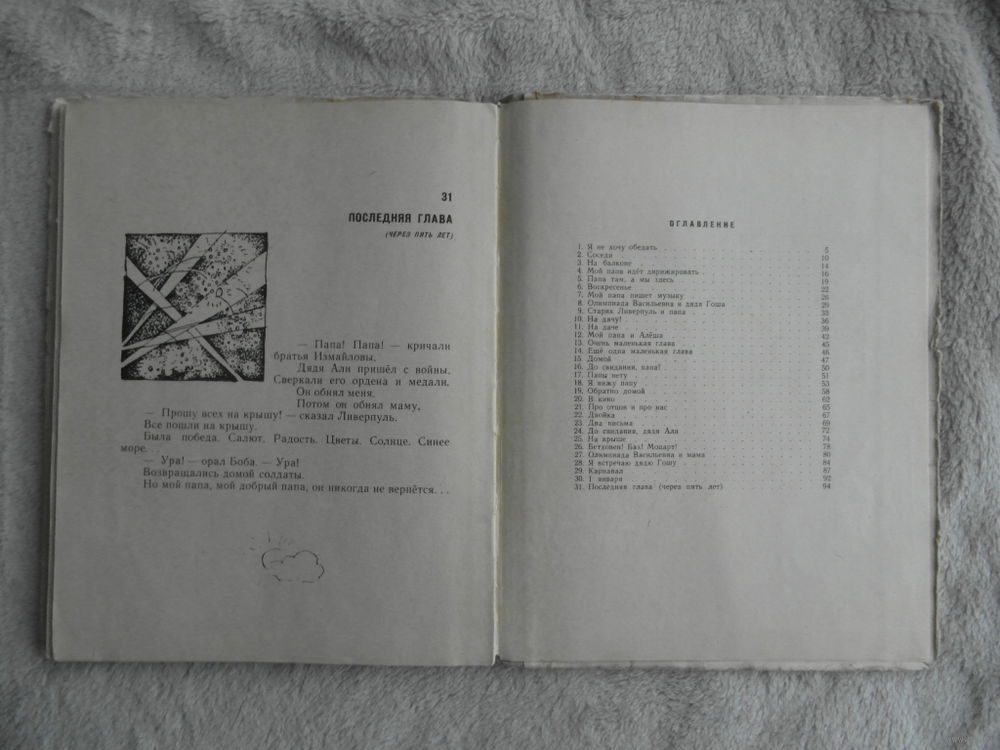 31
ПОСЛЕДНЯЯ ГЛАВА
(ЧЕРЕЗ ПЯТЬ ЛЕТ)
— Папа! Папа! — кричали
братья Измайловы.
Дядя Али пришёл с войны.
Сверкали его ордена и медали.
Он обнял меня.
Потом он обнял маму.
— Прошу всех на крышу! — сказал Ливерпуль.
Все пошли на крышу.
Была победа. Салют. Радость. Цветы. Солнце. Синее
море. . .
— Ура! — орал Боба. — Ура!
Возвращались домой солдаты.
Но мой папа, мой добрый папа, он никогда не вернётся. . .
ОГЛАВЛЕНИЕ
1. Я не хочу обедать 5
2. Соседи 10
3. На балконе 14
4. Мой папа идёт дирижировать 16
5. Папа там, а мы здесь 19
6. Воскресенье 22
7. Мой папа пишет музыку 26
8. Олимпиада Васильевна и дядя Гоша 29
9. Старик Ливерпуль и папа 33
10. На дачу! 36
11. На даче 39
12. Мой папа и Алёша 42
13. Очень маленькая глава 45
14. Ещё одна маленькая глава 46
15. Домой 47
16. До свидания, папа! 50
17. Папы нету 51
18. Я вижу папу 53
19. Обратно домой 58
20. В кино 62
21. Про отцов и про нас 65
22. Двойка 67
23. Два письма 69
24. До свидания, дядя Али 72
25. На крыше 74
26. Бетховен! Бах! Моцарт! 78
27. Олимпиада Васильевна и мама 80
28. Я встречаю дядю Гошу 84
29. Карнавал 87
30. 1 января 92
31. Последняя глава (через пять лет) 94